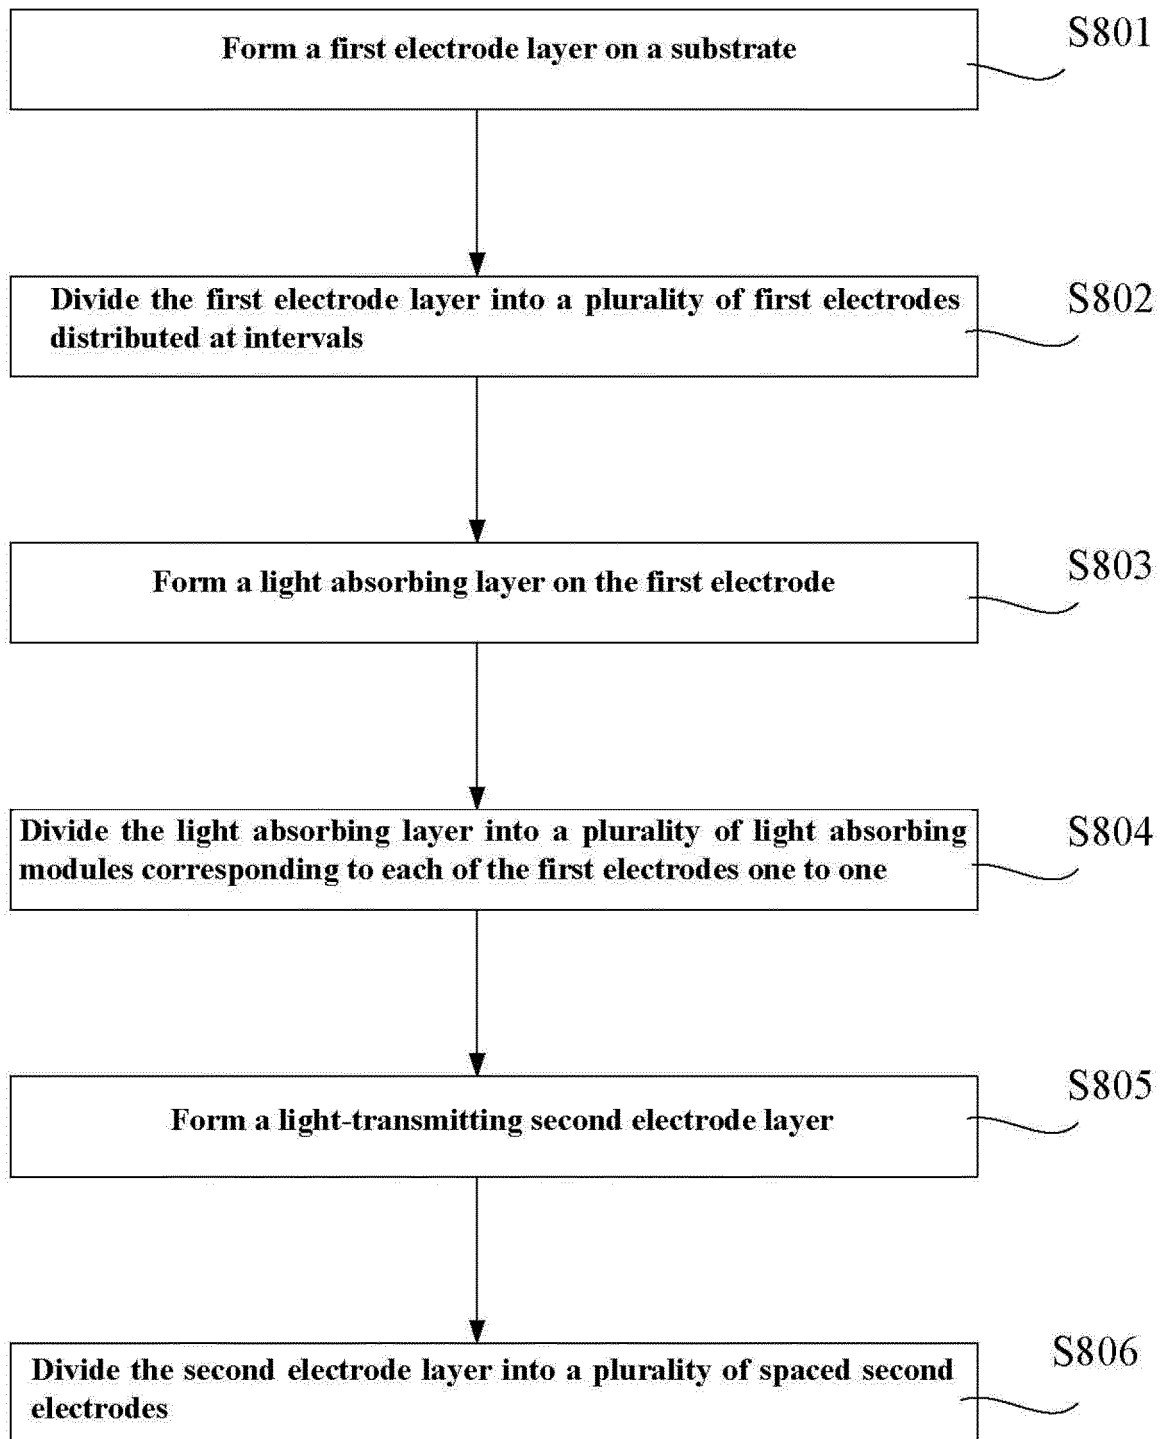 Form a first electrode layer on a substrate
S801
Divide the first electrode layer into a plurality of first electrodes
distributed at intervals
S802
Form a light absorbing layer on the first electrode
S803
Divide the light absorbing layer into a plurality of light absorbing
modules corresponding to each of the first electrodes one to one
S804
Form a light-transmitting second electrode layer
S805
Divide the second electrode layer into a plurality of spaced second
electrodes
S806